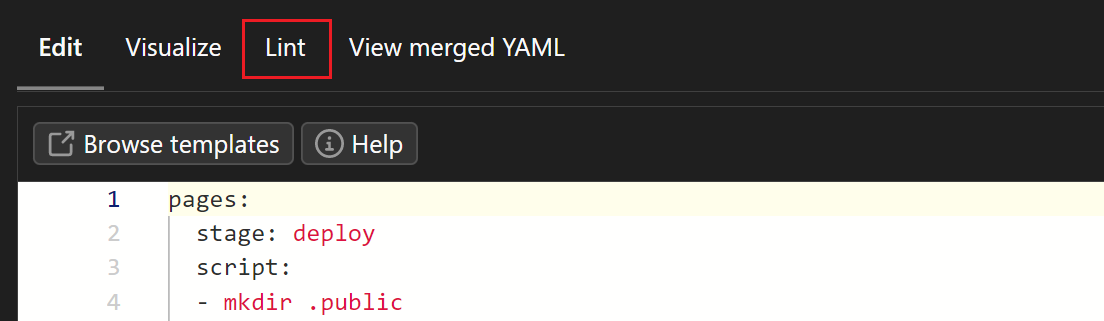 Edit Visualize Lint View merged YAML
Browse templates Help
1 pages:
2 stage: deploy
3 script:
4 - mkdir .public